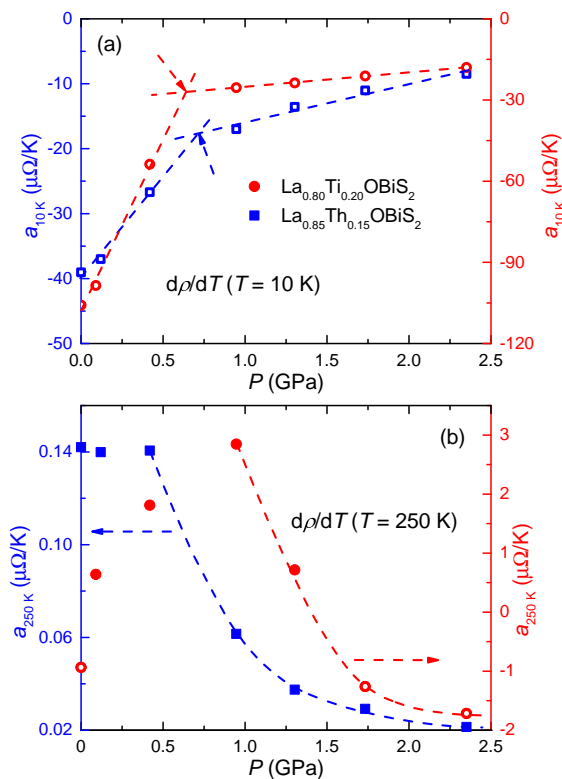 (a)
0
-10
-20
-30
-40
-50
a10 K (μΩ/K)
0
-30
-60
-90
-120
a10 K (μΩ/K)
La0.80Ti0.20OBiS2
La0.85Th0.15OBiS2
dρ/dT (T = 10 K)
0.0 0.5 1.0 1.5 2.0 2.5
P (GPa)
(b)
0.14
0.10
0.06
0.02
a250 K (μΩ/K)
3
2
1
0
-1
-2
a250 K (μΩ/K)
dρ/dT (T = 250 K)
0 0.5 1.0 1.5 2.0 2.5
P (GPa)